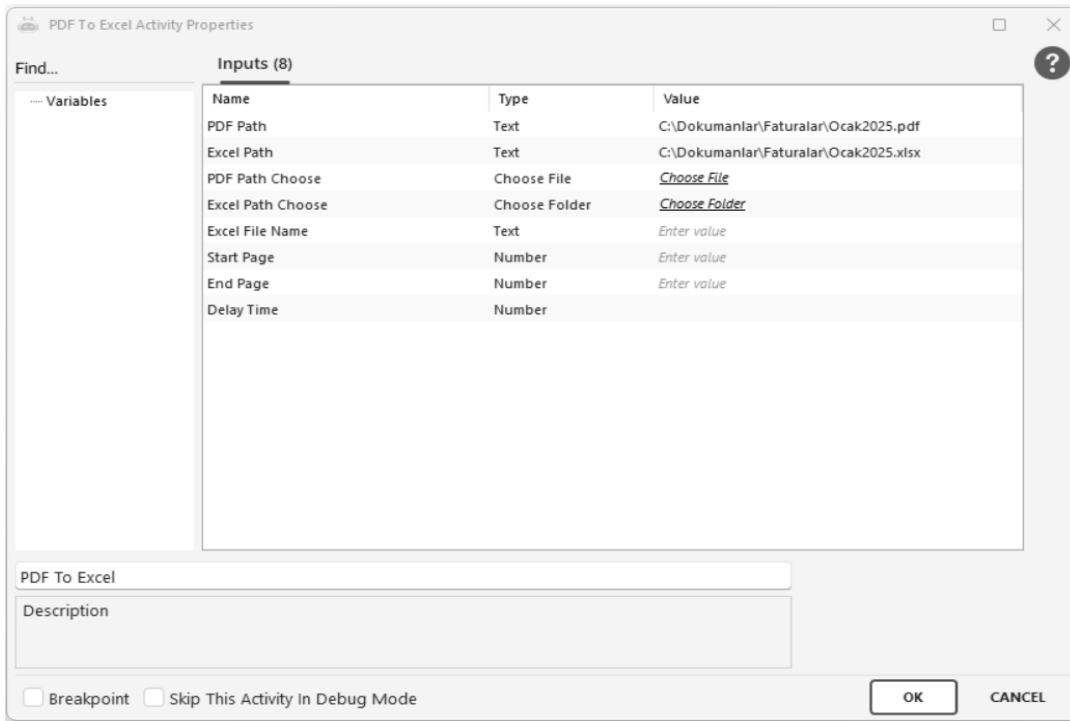 PDF To Excel Activity Properties
Find...
Inputs (8)
?
Variables
Name Type Value
PDF Path Text C:\Dokumanlar\Faturalar\Ocak2025.pdf
Excel Path Text C:\Dokumanlar\Faturalar\Ocak2025.xlsx
PDF Path Choose Choose File Choose File
Excel Path Choose Choose Folder Choose Folder
Excel File Name Text Enter value
Start Page Number Enter value
End Page Number Enter value
Delay Time Number
PDF To Excel
Description
Breakpoint Skip This Activity In Debug Mode OK CANCEL